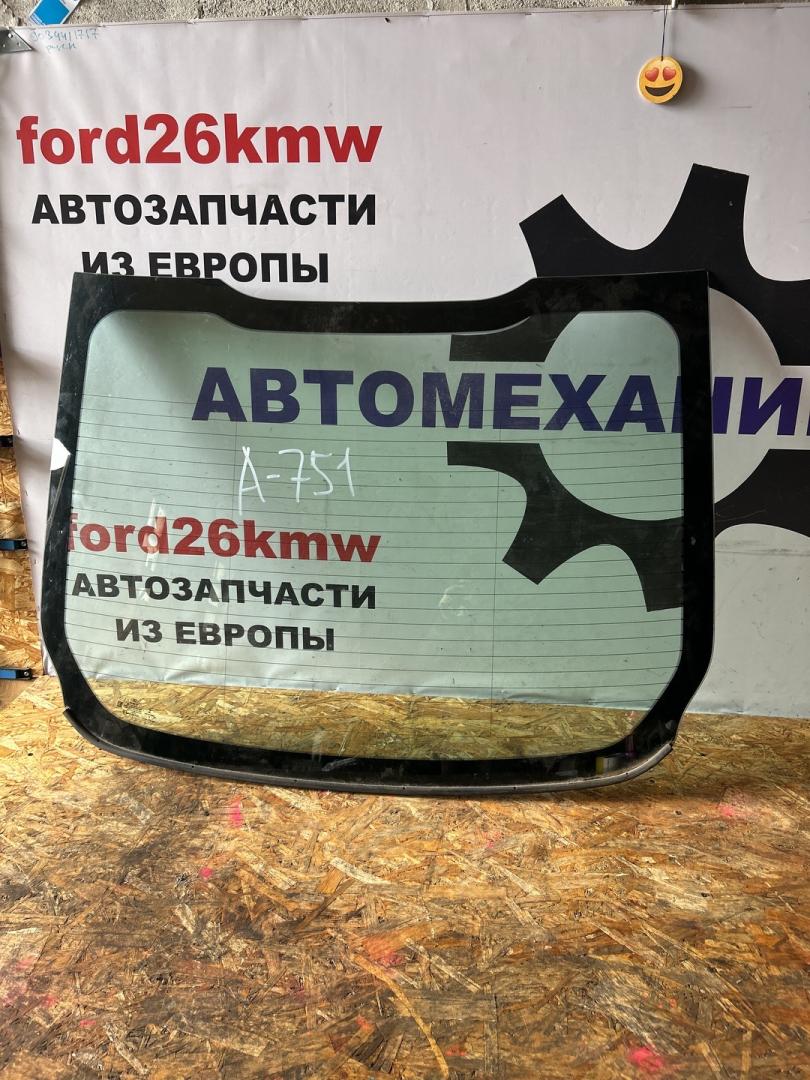 ford26kmw
АВТОЗАПЧАСТИ
ИЗ ЕВРОПЫ
АВТОМЕХАНИ
A-751
ford26kmw
АВТОЗАПЧАСТИ
ИЗ ЕВРОПЫ